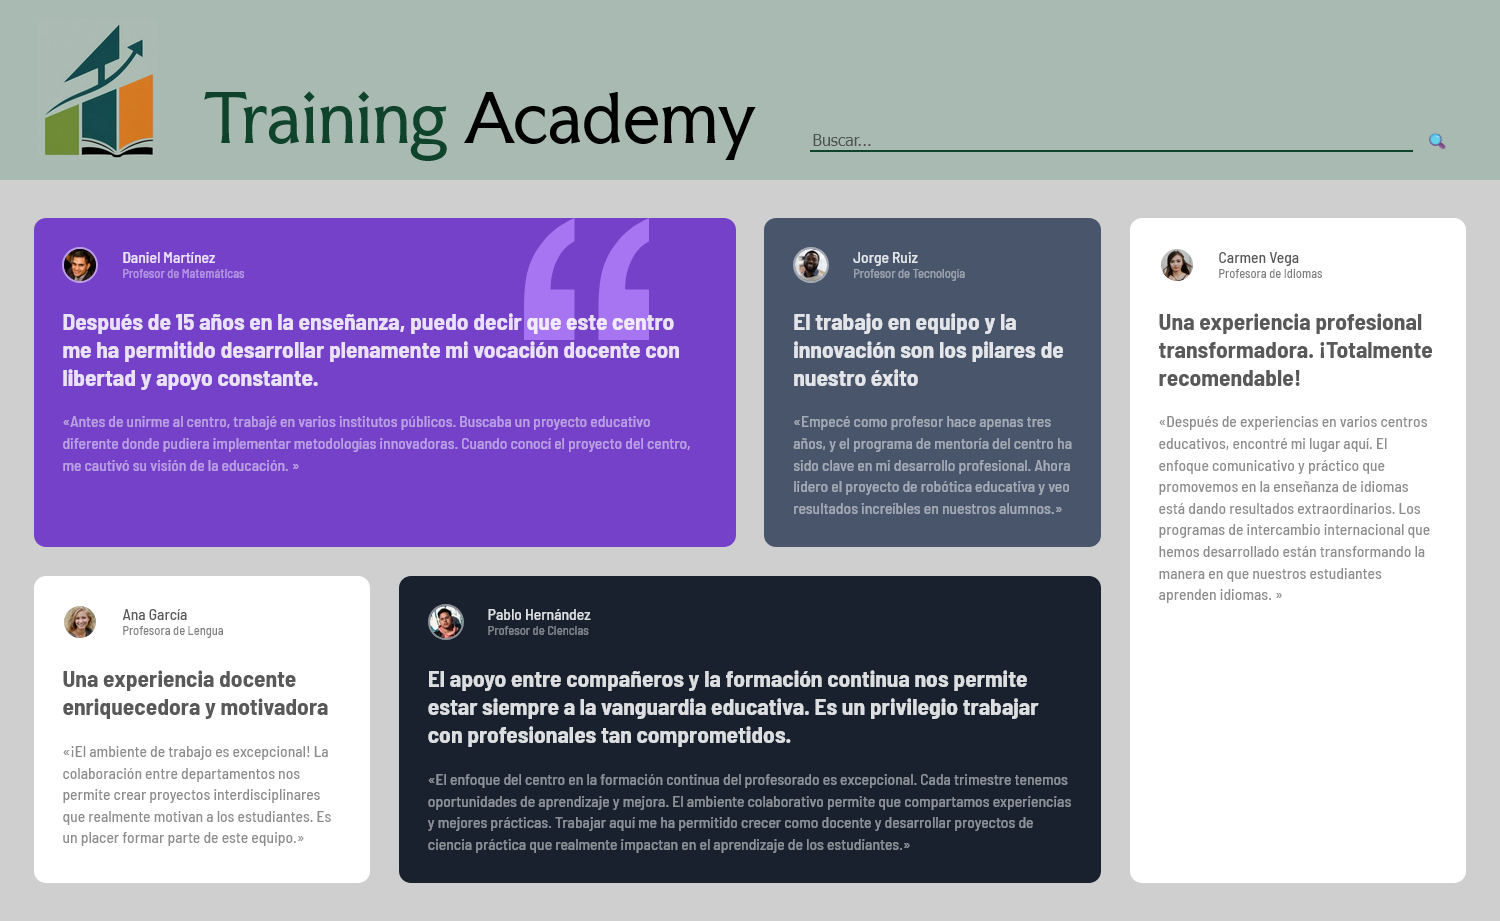 Training Academy
Buscar...
Daniel Martínez
Profesor de Matemáticas
Después de 15 años en la enseñanza, puedo decir que este centro
me ha permitido desarrollar plenamente mi vocación docente con
libertad y apoyo constante.
«Antes de unirme al centro, trabajé en varios institutos públicos. Buscaba un proyecto educativo
diferente donde pudiera implementar metodologías innovadoras. Cuando conocí el proyecto del centro,
me cautivó su visión de la educación. »
Jorge Ruiz
Profesor de Tecnología
El trabajo en equipo y la
innovación son los pilares de
nuestro éxito
«Empecé como profesor hace apenas tres
años, y el programa de mentoría del centro ha
sido clave en mi desarrollo profesional. Ahora
lidero el proyecto de robótica educativa y veo
resultados increíbles en nuestros alumnos.»
Carmen Vega
Profesora de Idiomas
Una experiencia profesional
transformadora. ¡Totalmente
recomendable!
«Después de experiencias en varios centros
educativos, encontré mi lugar aquí. El
enfoque comunicativo y práctico que
promovemos en la enseñanza de idiomas
está dando resultados extraordinarios. Los
programas de intercambio internacional que
hemos desarrollado están transformando la
manera en que nuestros estudiantes
aprenden idiomas. »
Ana García
Profesora de Lengua
Una experiencia docente
enriquecedora y motivadora
«¡El ambiente de trabajo es excepcional! La
colaboración entre departamentos nos
permite crear proyectos interdisciplinares
que realmente motivan a los estudiantes. Es
un placer formar parte de este equipo.»
Pablo Hernández
Profesor de Ciencias
El apoyo entre compañeros y la formación continua nos permite
estar siempre a la vanguardia educativa. Es un privilegio trabajar
con profesionales tan comprometidos.
«El enfoque del centro en la formación continua del profesorado es excepcional. Cada trimestre tenemos
oportunidades de aprendizaje y mejora. El ambiente colaborativo permite que compartamos experiencias
y mejores prácticas. Trabajar aquí me ha permitido crecer como docente y desarrollar proyectos de
ciencia práctica que realmente impactan en el aprendizaje de los estudiantes.»